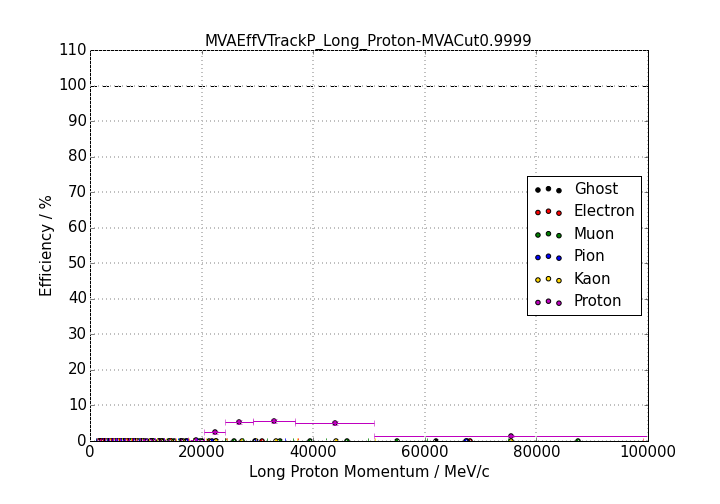 MVAEffVTrackP_Long_Proton-MVACut0.9999
110
100
90
80
70
60
50
40
30
20
10
0
Efficiency / %
Ghost
Electron
Muon
Pion
Kaon
Proton
0 20000 40000 60000 80000 100000
Long Proton Momentum / MeV/c